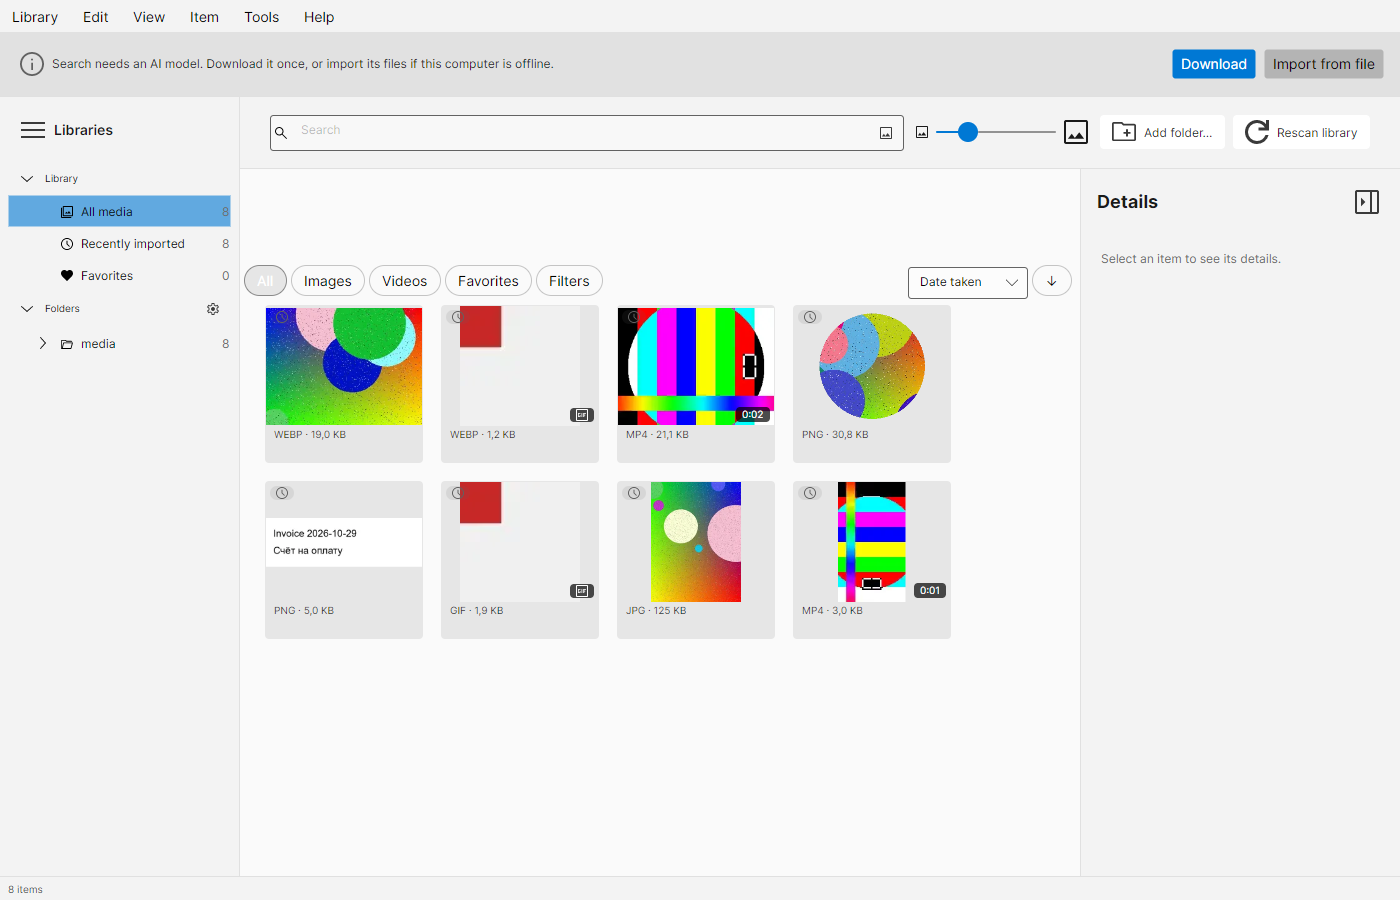 Library Edit View Item Tools Help
Search needs an AI model. Download it once, or import its files if this computer is offline.
Download Import from file
Libraries
Search
Add folder... Rescan library
Library
All media 8
Recently imported 8
Favorites 0
Folders
media 8
All Images Videos Favorites Filters
Date taken
WEBP · 19,0 KB
GIF
WEBP · 1,2 KB
0:02
MP4 · 21,1 KB
PNG · 30,8 KB
Invoice 2026-10-29
Счёт на оплату
PNG · 5,0 KB
GIF
GIF · 1,9 KB
JPG · 125 KB
0:01
MP4 · 3,0 KB
Details
Select an item to see its details.
8 items